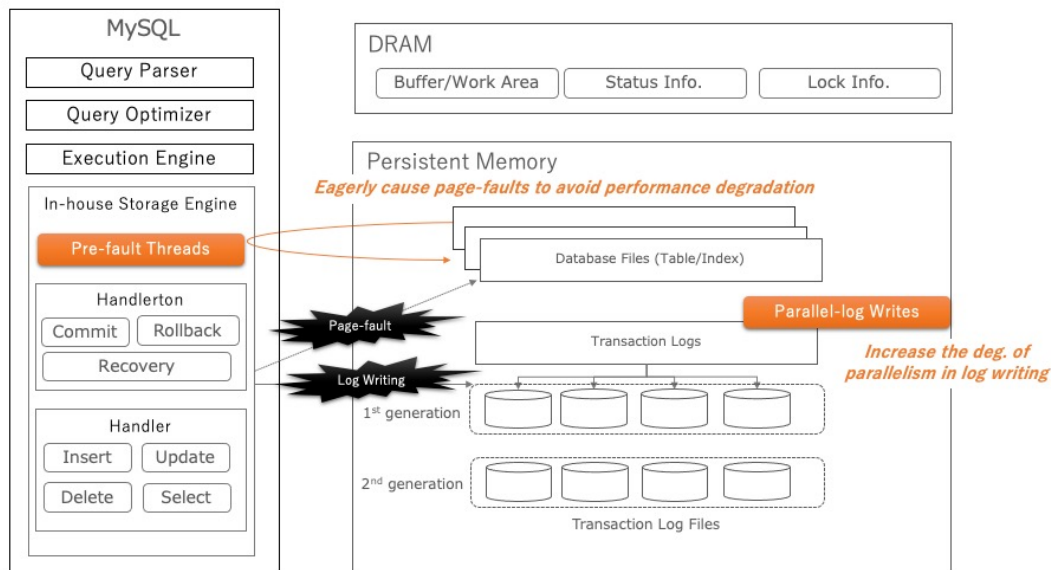 MySQL
Query Parser
Query Optimizer
Execution Engine
In-house Storage Engine
Pre-fault Threads
Handlerton
Commit
Rollback
Recovery
Handler
Insert
Update
Delete
Select
DRAM
Buffer/Work Area
Status Info.
Lock Info.
Persistent Memory
Eagerly cause page-faults to avoid performance degradation
Database Files (Table/Index)
Page-fault
Parallel-log Writes
Transaction Logs
Increase the deg. of
parallelism in log writing
Log Writing
1st generation
2nd generation
Transaction Log Files